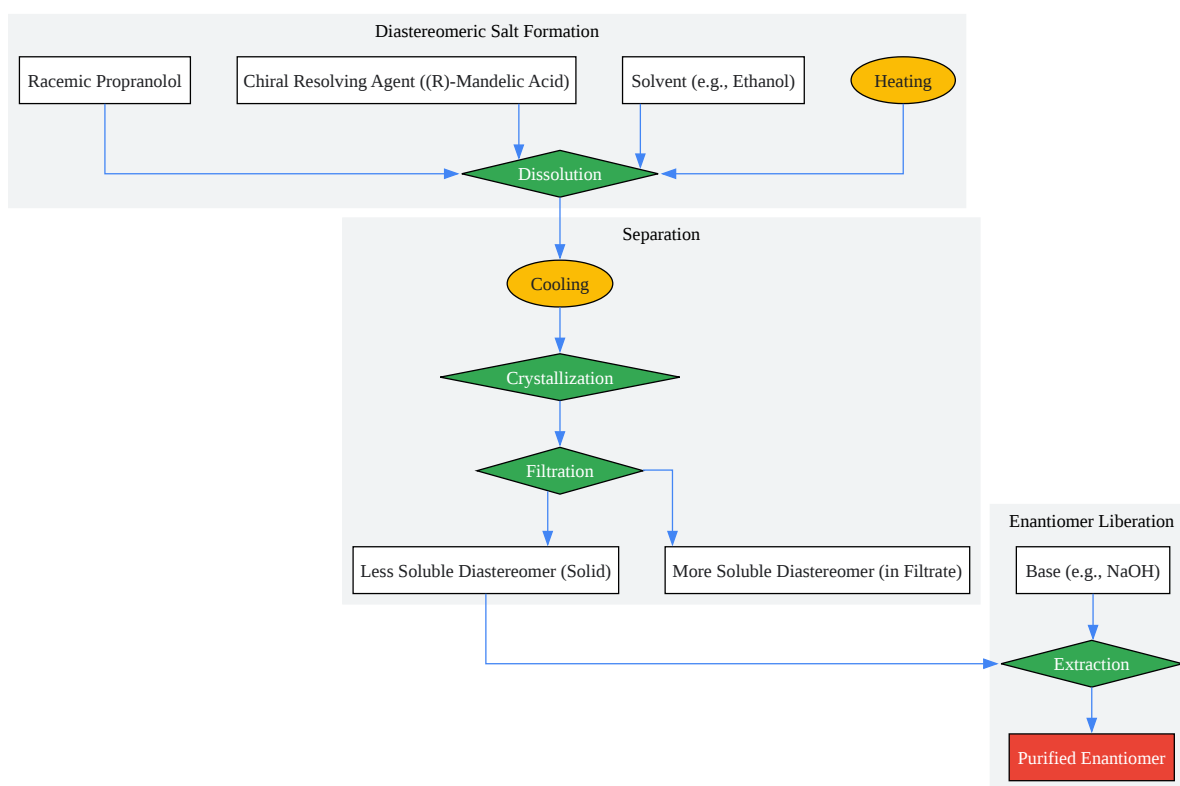 Diastereomeric Salt Formation
Racemic Propranolol
Chiral Resolving Agent ((R)-Mandelic Acid)
Solvent (e.g., Ethanol)
Heating
Dissolution
Separation
Cooling
Crystallization
Filtration
Less Soluble Diastereomer (Solid)
More Soluble Diastereomer (in Filtrate)
Enantiomer Liberation
Base (e.g., NaOH)
Extraction
Purified Enantiomer